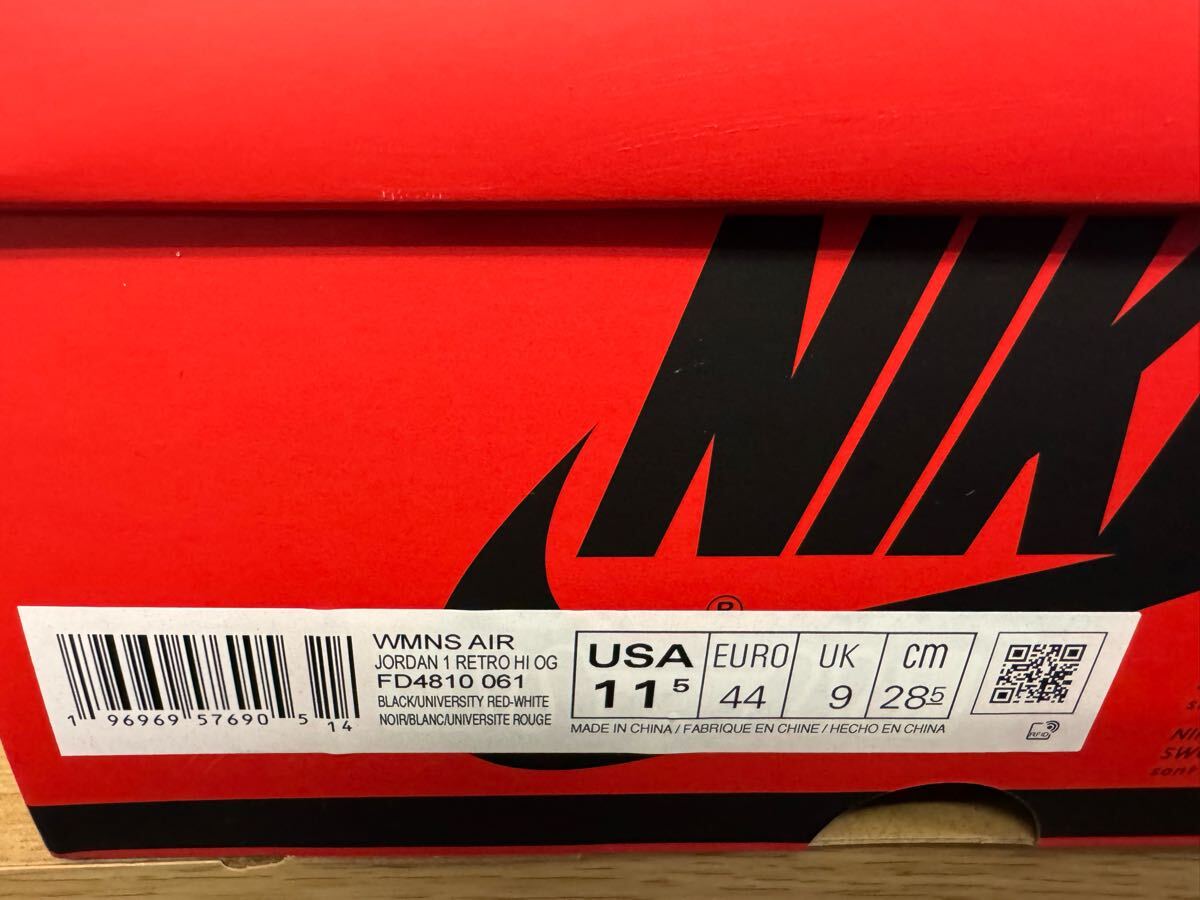 NIK
®
WMNS AIR
JORDAN 1 RETRO HI OG
FD4810 061
BLACK/UNIVERSITY RED-WHITE
NOIR/BLANC/UNIVERSITE ROUGE
1 96969 57690 5 14
USA EURO UK CM
11 5 44 9 28 5
MADE IN CHINA / FABRIQUE EN CHINE / HECHO EN CHINA
RFID